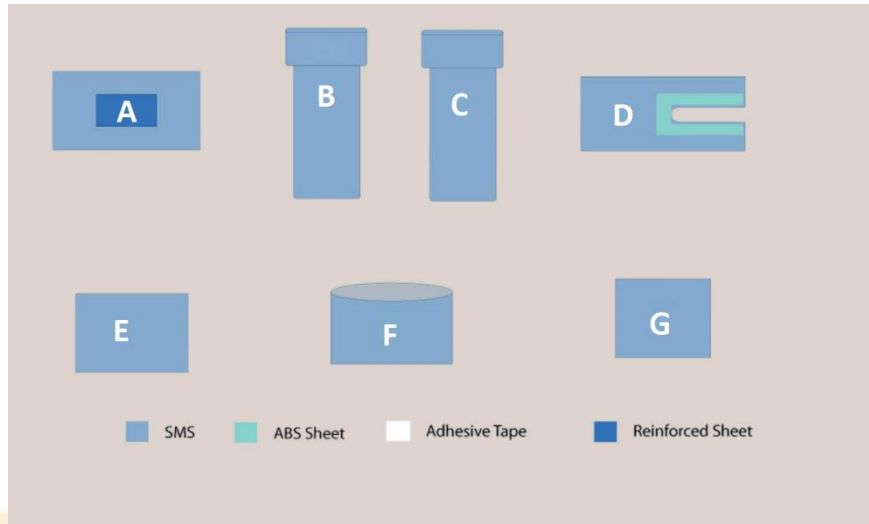 A
B
C
D
E
F
G
SMS
ABS Sheet
Adhesive Tape
Reinforced Sheet